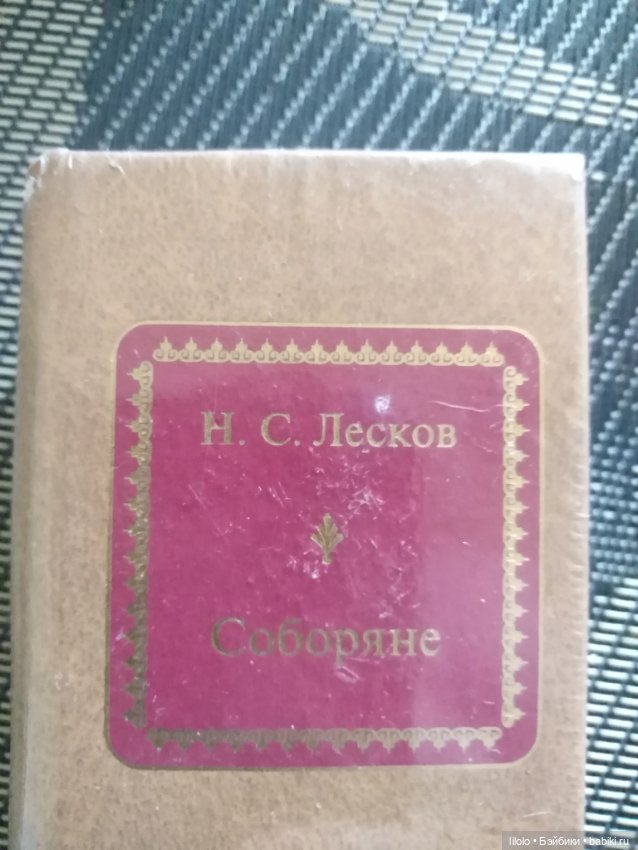 Н. С. Лесков
Соборяне
lilolo • Бэйбики • babiki.ru